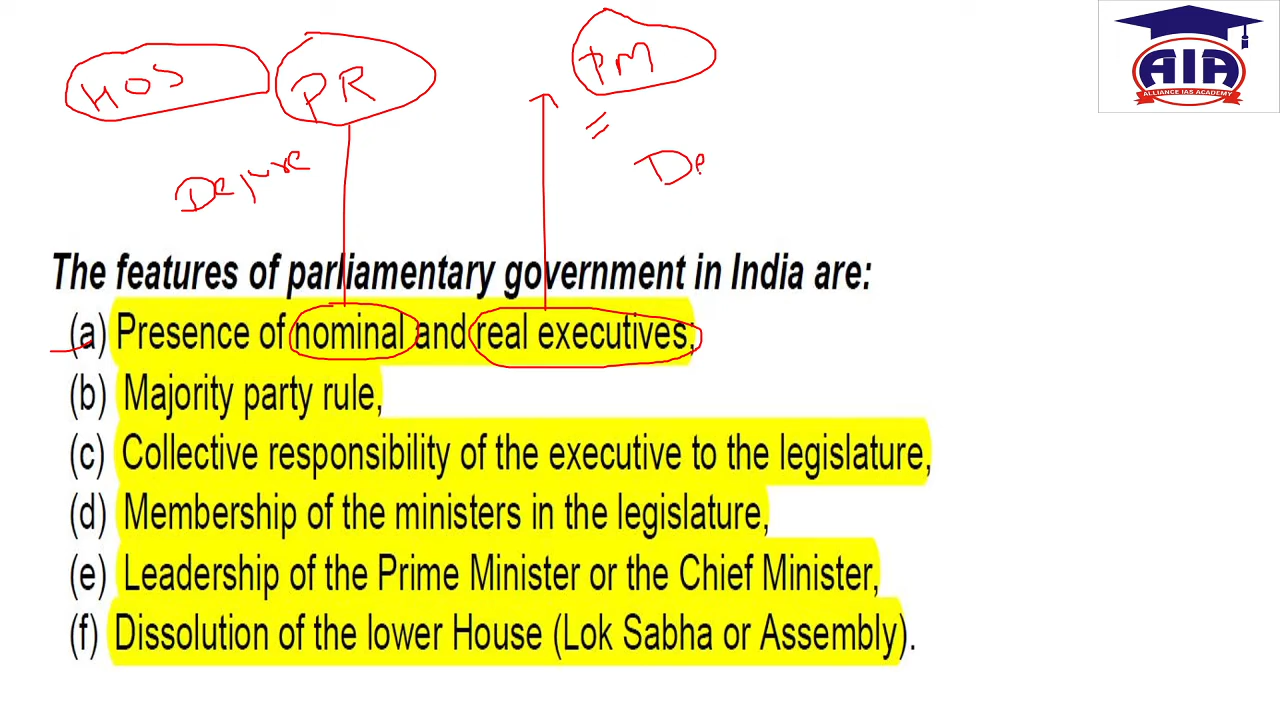 HOS PR PM
Dejure De
AIA
ALLIANCE IAS ACADEMY
The features of parliamentary government in India are:
(a) Presence of nominal and real executives;
(b) Majority party rule,
(c) Collective responsibility of the executive to the legislature,
(d) Membership of the ministers in the legislature,
(e) Leadership of the Prime Minister or the Chief Minister,
(f) Dissolution of the lower House (Lok Sabha or Assembly).